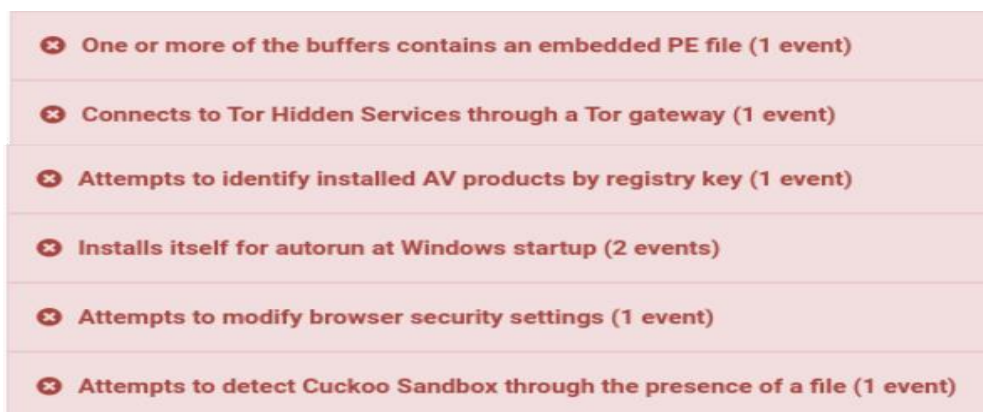 One or more of the buffers contains an embedded PE file (1 event)
Connects to Tor Hidden Services through a Tor gateway (1 event)
Attempts to identify installed AV products by registry key (1 event)
Installs itself for autorun at Windows startup (2 events)
Attempts to modify browser security settings (1 event)
Attempts to detect Cuckoo Sandbox through the presence of a file (1 event)